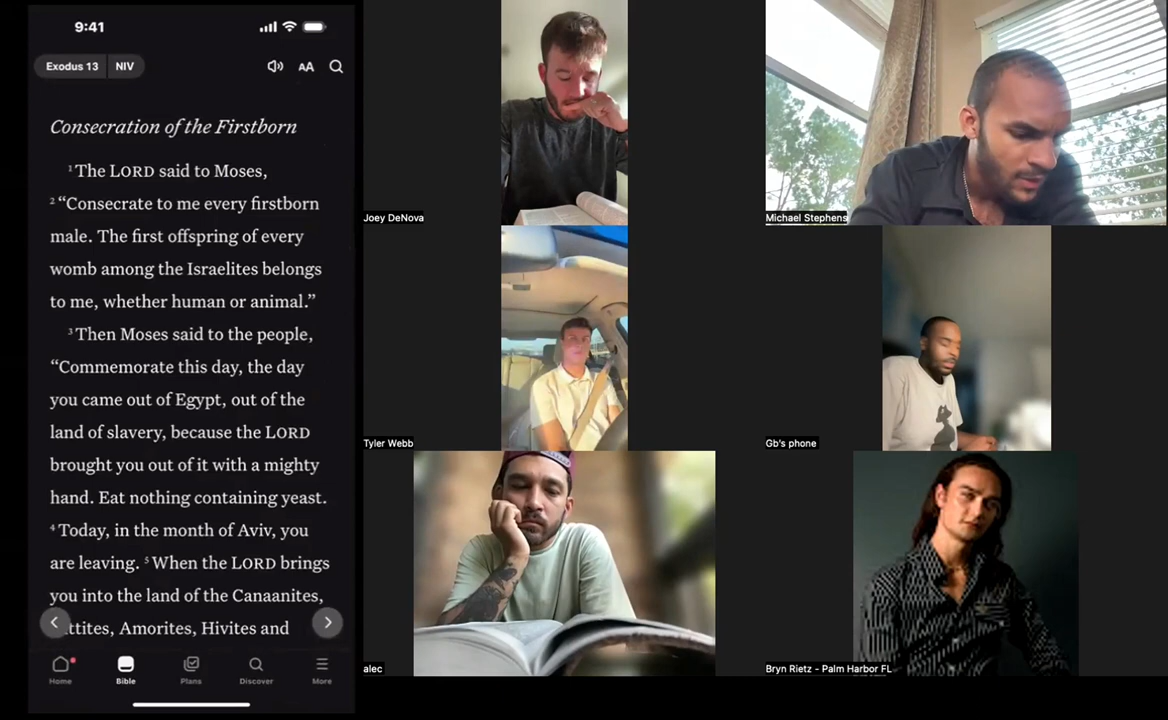 9:41
Exodus 13 NIV AA
Consecration of the Firstborn
1 The LORD said to Moses,
2 “Consecrate to me every firstborn
male. The first offspring of every
womb among the Israelites belongs
to me, whether human or animal.”
3 Then Moses said to the people,
“Commemorate this day, the day
you came out of Egypt, out of the
land of slavery, because the LORD
brought you out of it with a mighty
hand. Eat nothing containing yeast.
4 Today, in the month of Aviv, you
are leaving. 5 When the LORD brings
you into the land of the Canaanites,
Amorites, Hivites and
Home Bible Plans Discover More
Joey DeNova
Michael Stephens
Tyler Webb
Gb's phone
alec
Bryn Rietz - Palm Harbor FL